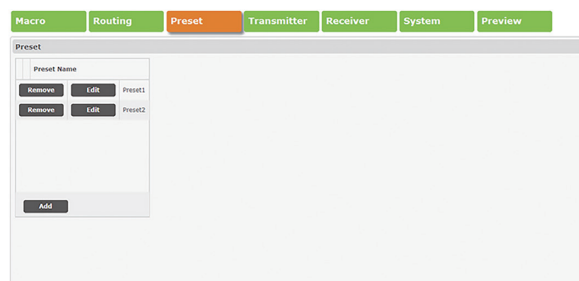 Macro Routing Preset Transmitter Receiver System Preview
Preset
Preset Name
Remove Edit Preset1
Remove Edit Preset2
Add